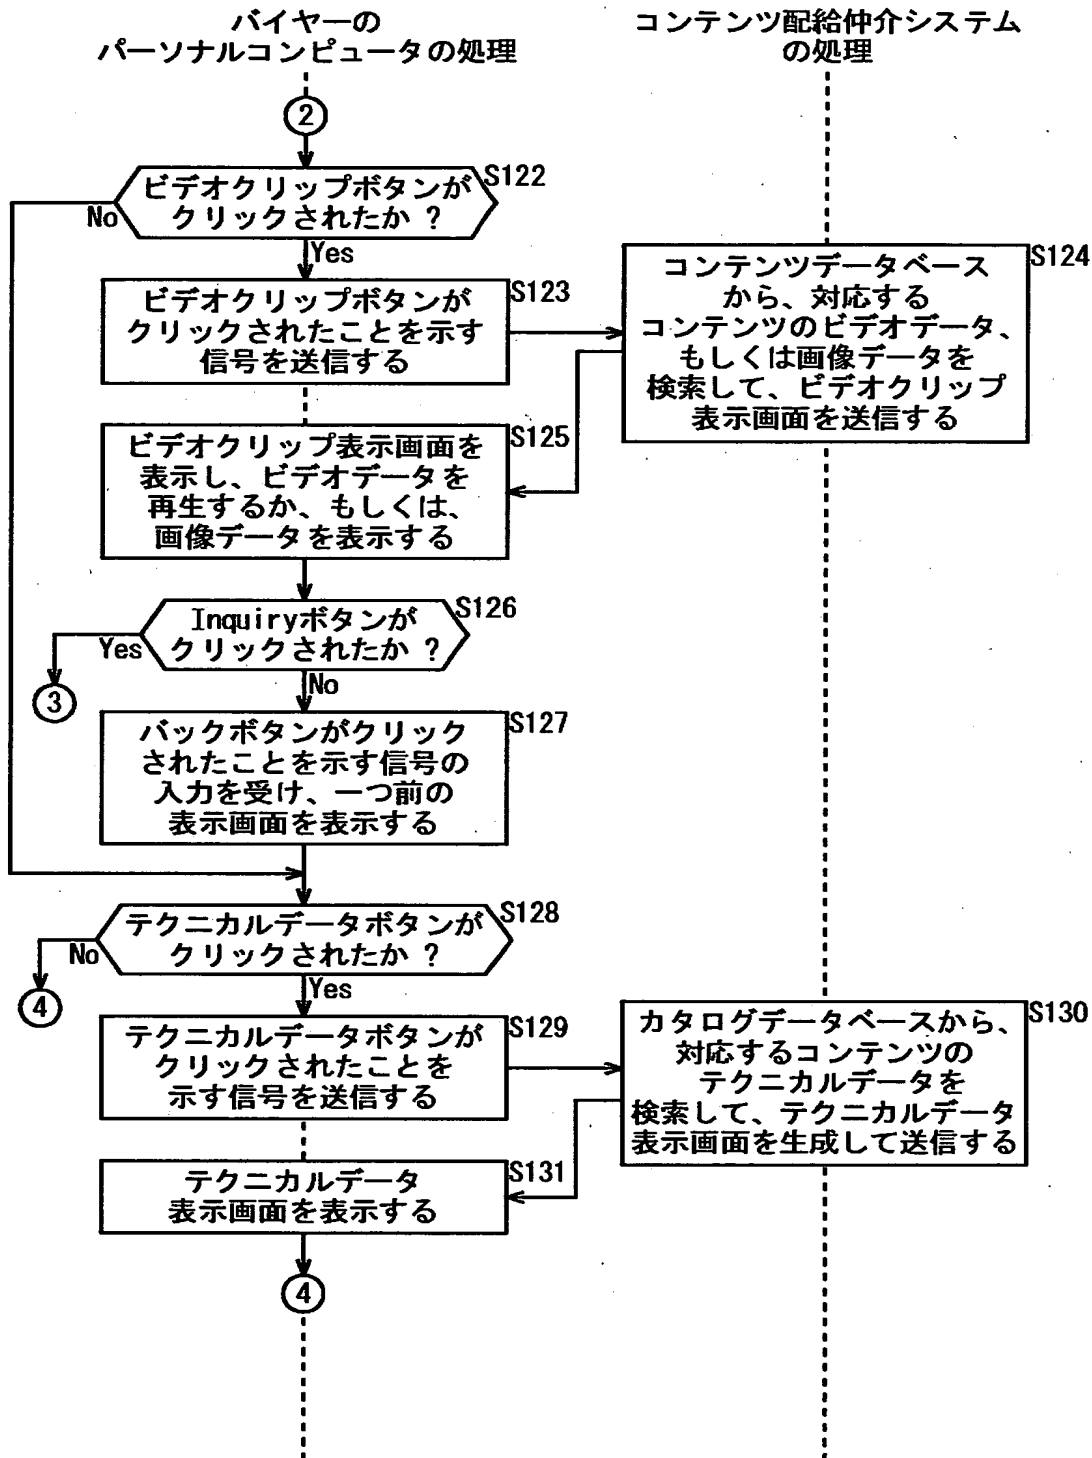 バイヤーの
パーソナルコンピュータの処理
コンテンツ配給仲介システム
の処理
2
S122
ビデオクリップボタンが
クリックされたか ?
No
Yes
S123
ビデオクリップボタンが
クリックされたことを示す
信号を送信する
S124
コンテンツデータベース
から、対応する
コンテンツのビデオデータ、
もしくは画像データを
検索して、ビデオクリップ
表示画面を送信する
S125
ビデオクリップ表示画面を
表示し、ビデオデータを
再生するか、もしくは、
画像データを表示する
S126
Inquiryボタンが
クリックされたか ?
Yes
3
No
S127
バックボタンがクリック
されたことを示す信号の
入力を受け、一つ前の
表示画面を表示する
S128
テクニカルデータボタンが
クリックされたか ?
No
4
Yes
S129
テクニカルデータボタンが
クリックされたことを
示す信号を送信する
S130
カタログデータベースから、
対応するコンテンツの
テクニカルデータを
検索して、テクニカルデータ
表示画面を生成して送信する
S131
テクニカルデータ
表示画面を表示する
4